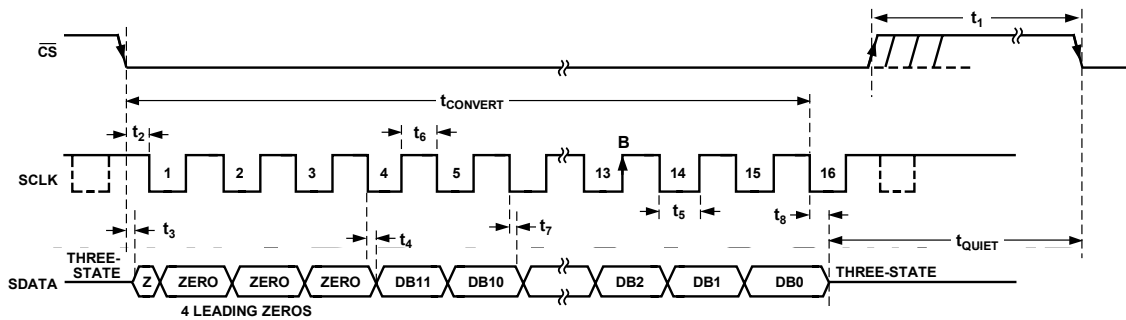 t1
CS
tCONVERT
t2
t6
B
SCLK
1
2
3
4
5
13
14
15
16
t3
t4
t7
t5
t8
tQUIET
THREE-
STATE
SDATA
Z
ZERO
ZERO
ZERO
DB11
DB10
DB2
DB1
DB0
THREE-STATE
4 LEADING ZEROS